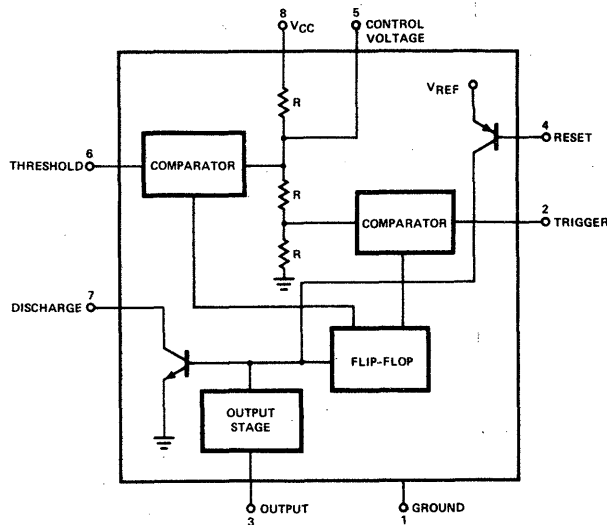 8
VCC
5
CONTROL
VOLTAGE
R
VREF
4
RESET
6
THRESHOLD
COMPARATOR
R
COMPARATOR
2
TRIGGER
R
7
DISCHARGE
FLIP-FLOP
OUTPUT
STAGE
OUTPUT
3
GROUND
1